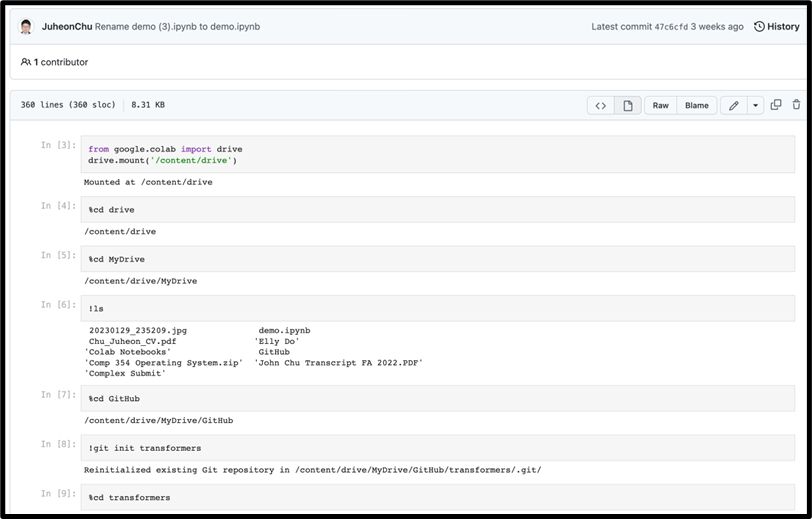 JuheonChu Rename demo (3).ipynb to demo.ipynb Latest commit 47c6cfd 3 weeks ago History
1 contributor
360 lines (360 sloc) 8.31 KB <> Raw Blame
In [3]: from google.colab import drive
drive.mount('/content/drive')
Mounted at /content/drive
In [4]: %cd drive
/content/drive
In [5]: %cd MyDrive
/content/drive/MyDrive
In [6]: !ls
20230129_235209.jpg demo.ipynb
Chu_Juheon_CV.pdf 'Elly Do'
'Colab Notebooks' GitHub
'Comp 354 Operating System.zip' 'John Chu Transcript FA 2022.PDF'
'Complex Submit'
In [7]: %cd GitHub
/content/drive/MyDrive/GitHub
In [8]: !git init transformers
Reinitialized existing Git repository in /content/drive/MyDrive/GitHub/transformers/.git/
In [9]: %cd transformers